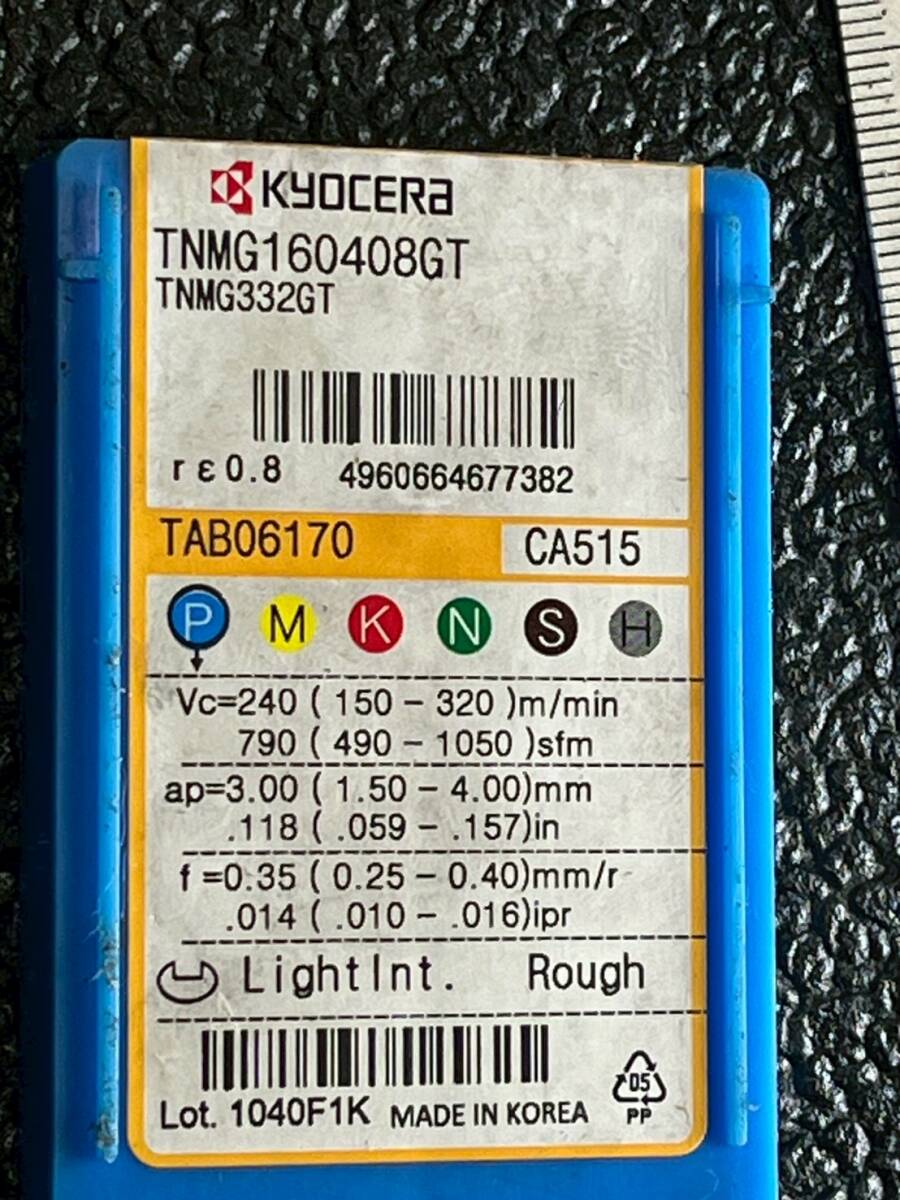 KYOCERA
TNMG160408GT
TNMG332GT
rε0.8 4960664677382
TAB06170 CA515
P M K N S H
Vc=240 ( 150 - 320 )m/min
790 ( 490 - 1050 )sfm
ap=3.00 ( 1.50 - 4.00)mm
.118 ( .059 - .157)in
f =0.35 ( 0.25 - 0.40)mm/r
.014 ( .010 - .016)ipr
Light Int. Rough
05
Lot. 1040F1K MADE IN KOREA PP